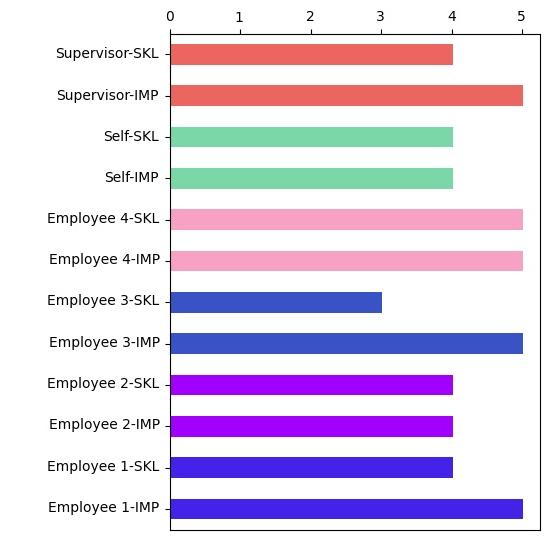 0 1 2 3 4 5
Supervisor-SKL
Supervisor-IMP
Self-SKL
Self-IMP
Employee 4-SKL
Employee 4-IMP
Employee 3-SKL
Employee 3-IMP
Employee 2-SKL
Employee 2-IMP
Employee 1-SKL
Employee 1-IMP